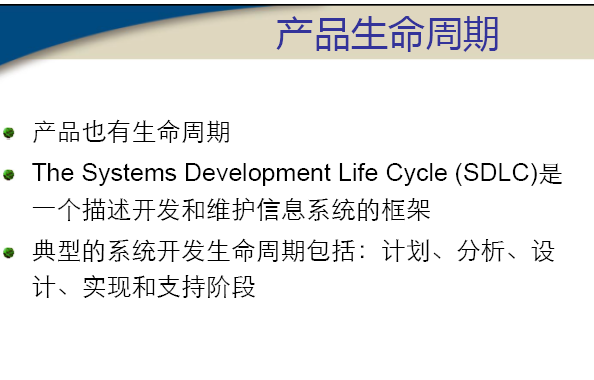 产品生命周期
产品也有生命周期
The Systems Development Life Cycle (SDLC)是
一个描述开发和维护信息系统的框架
典型的系统开发生命周期包括：计划、分析、设
计、实现和支持阶段